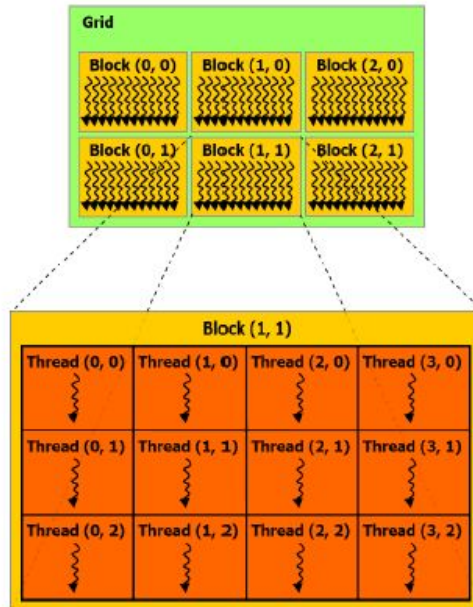 Grid
Block (0, 0) Block (1, 0) Block (2, 0)
Block (0, 1) Block (1, 1) Block (2, 1)
Block (1, 1)
Thread (0, 0) Thread (1, 0) Thread (2, 0) Thread (3, 0)
Thread (0, 1) Thread (1, 1) Thread (2, 1) Thread (3, 1)
Thread (0, 2) Thread (1, 2) Thread (2, 2) Thread (3, 2)